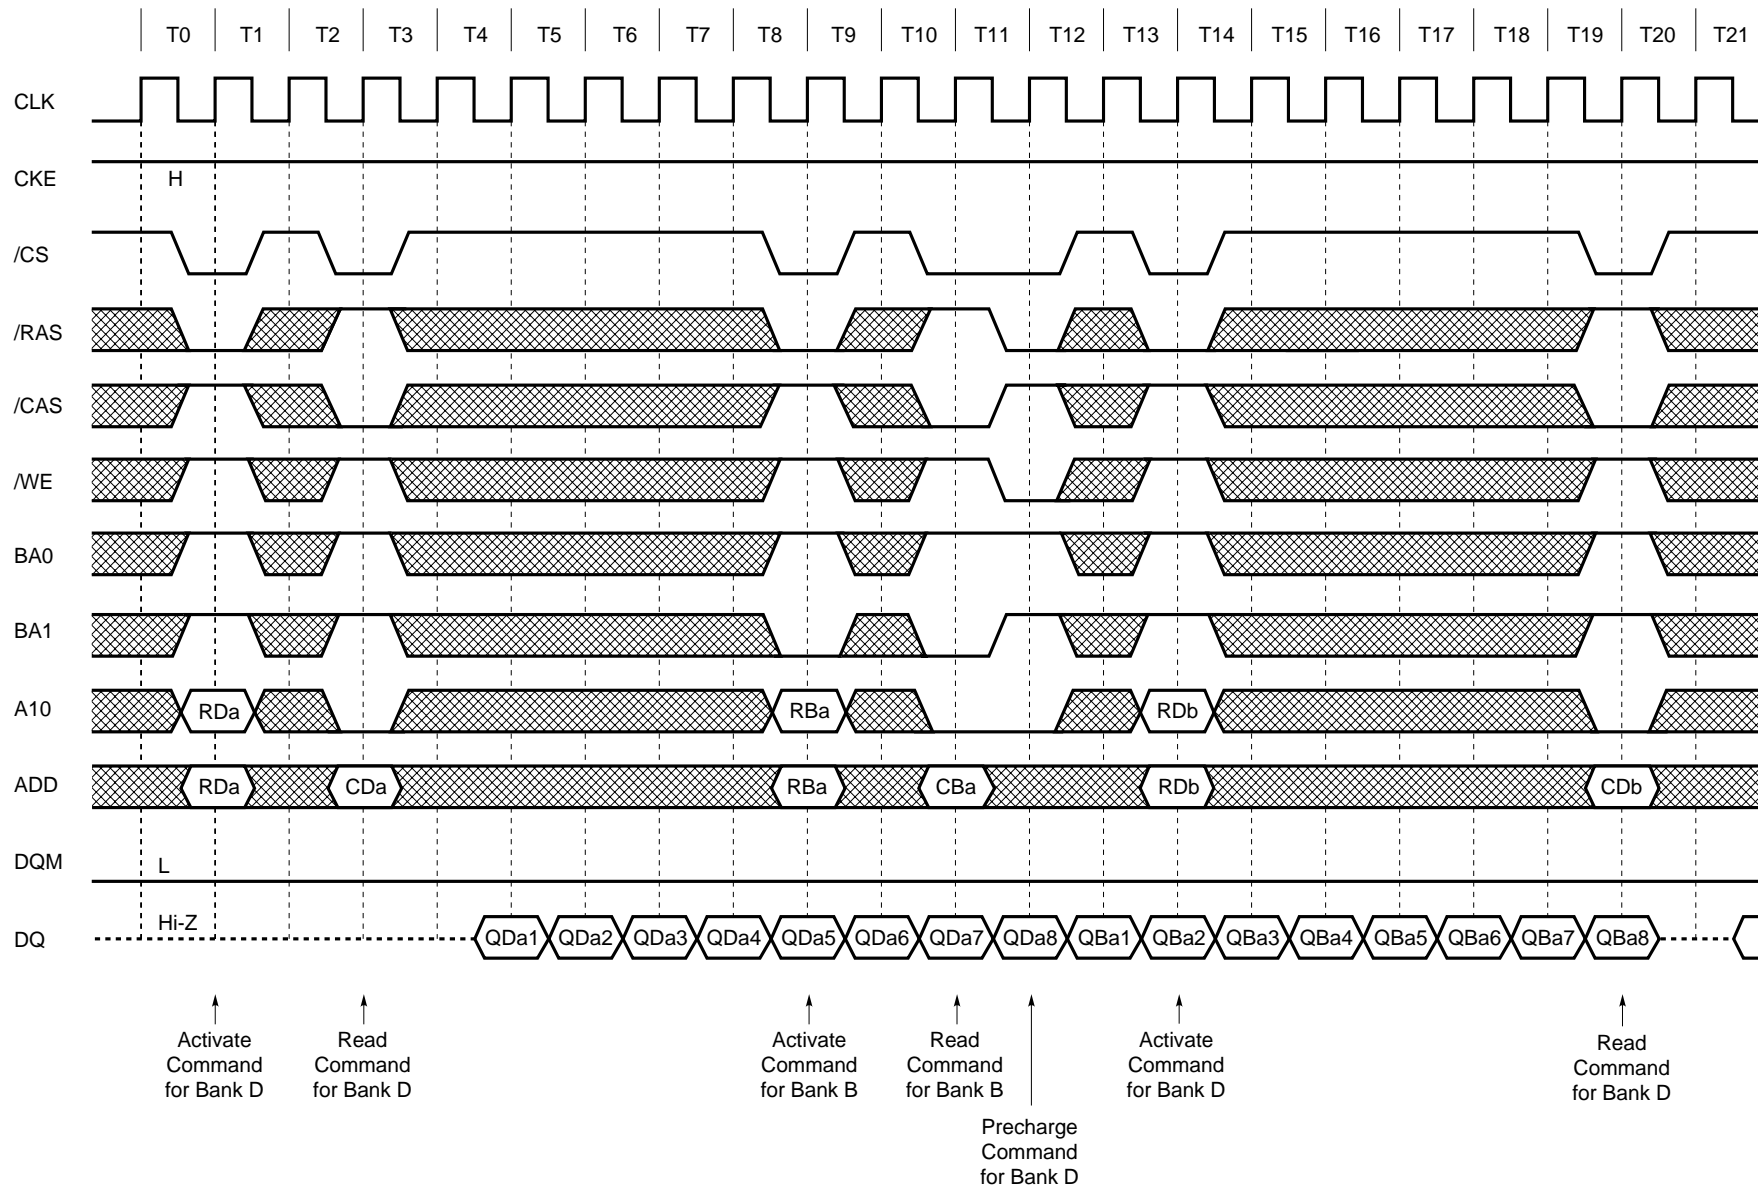 T0 T1 T2 T3 T4 T5 T6 T7 T8 T9 T10 T11 T12 T13 T14 T15 T16 T17 T18 T19 T20 T21
CLK
CKE H
/CS
/RAS
/CAS
/WE
BA0
BA1
A10 RDa RBa RDb
ADD RDa CDa RBa CBa RDb CDb
DQM L
DQ Hi-Z QDa1 QDa2 QDa3 QDa4 QDa5 QDa6 QDa7 QDa8 QBa1 QBa2 QBa3 QBa4 QBa5 QBa6 QBa7 QBa8
Activate
Command
for Bank D
Read
Command
for Bank D
Activate
Command
for Bank B
Read
Command
for Bank B
Precharge
Command
for Bank D
Activate
Command
for Bank D
Read
Command
for Bank D